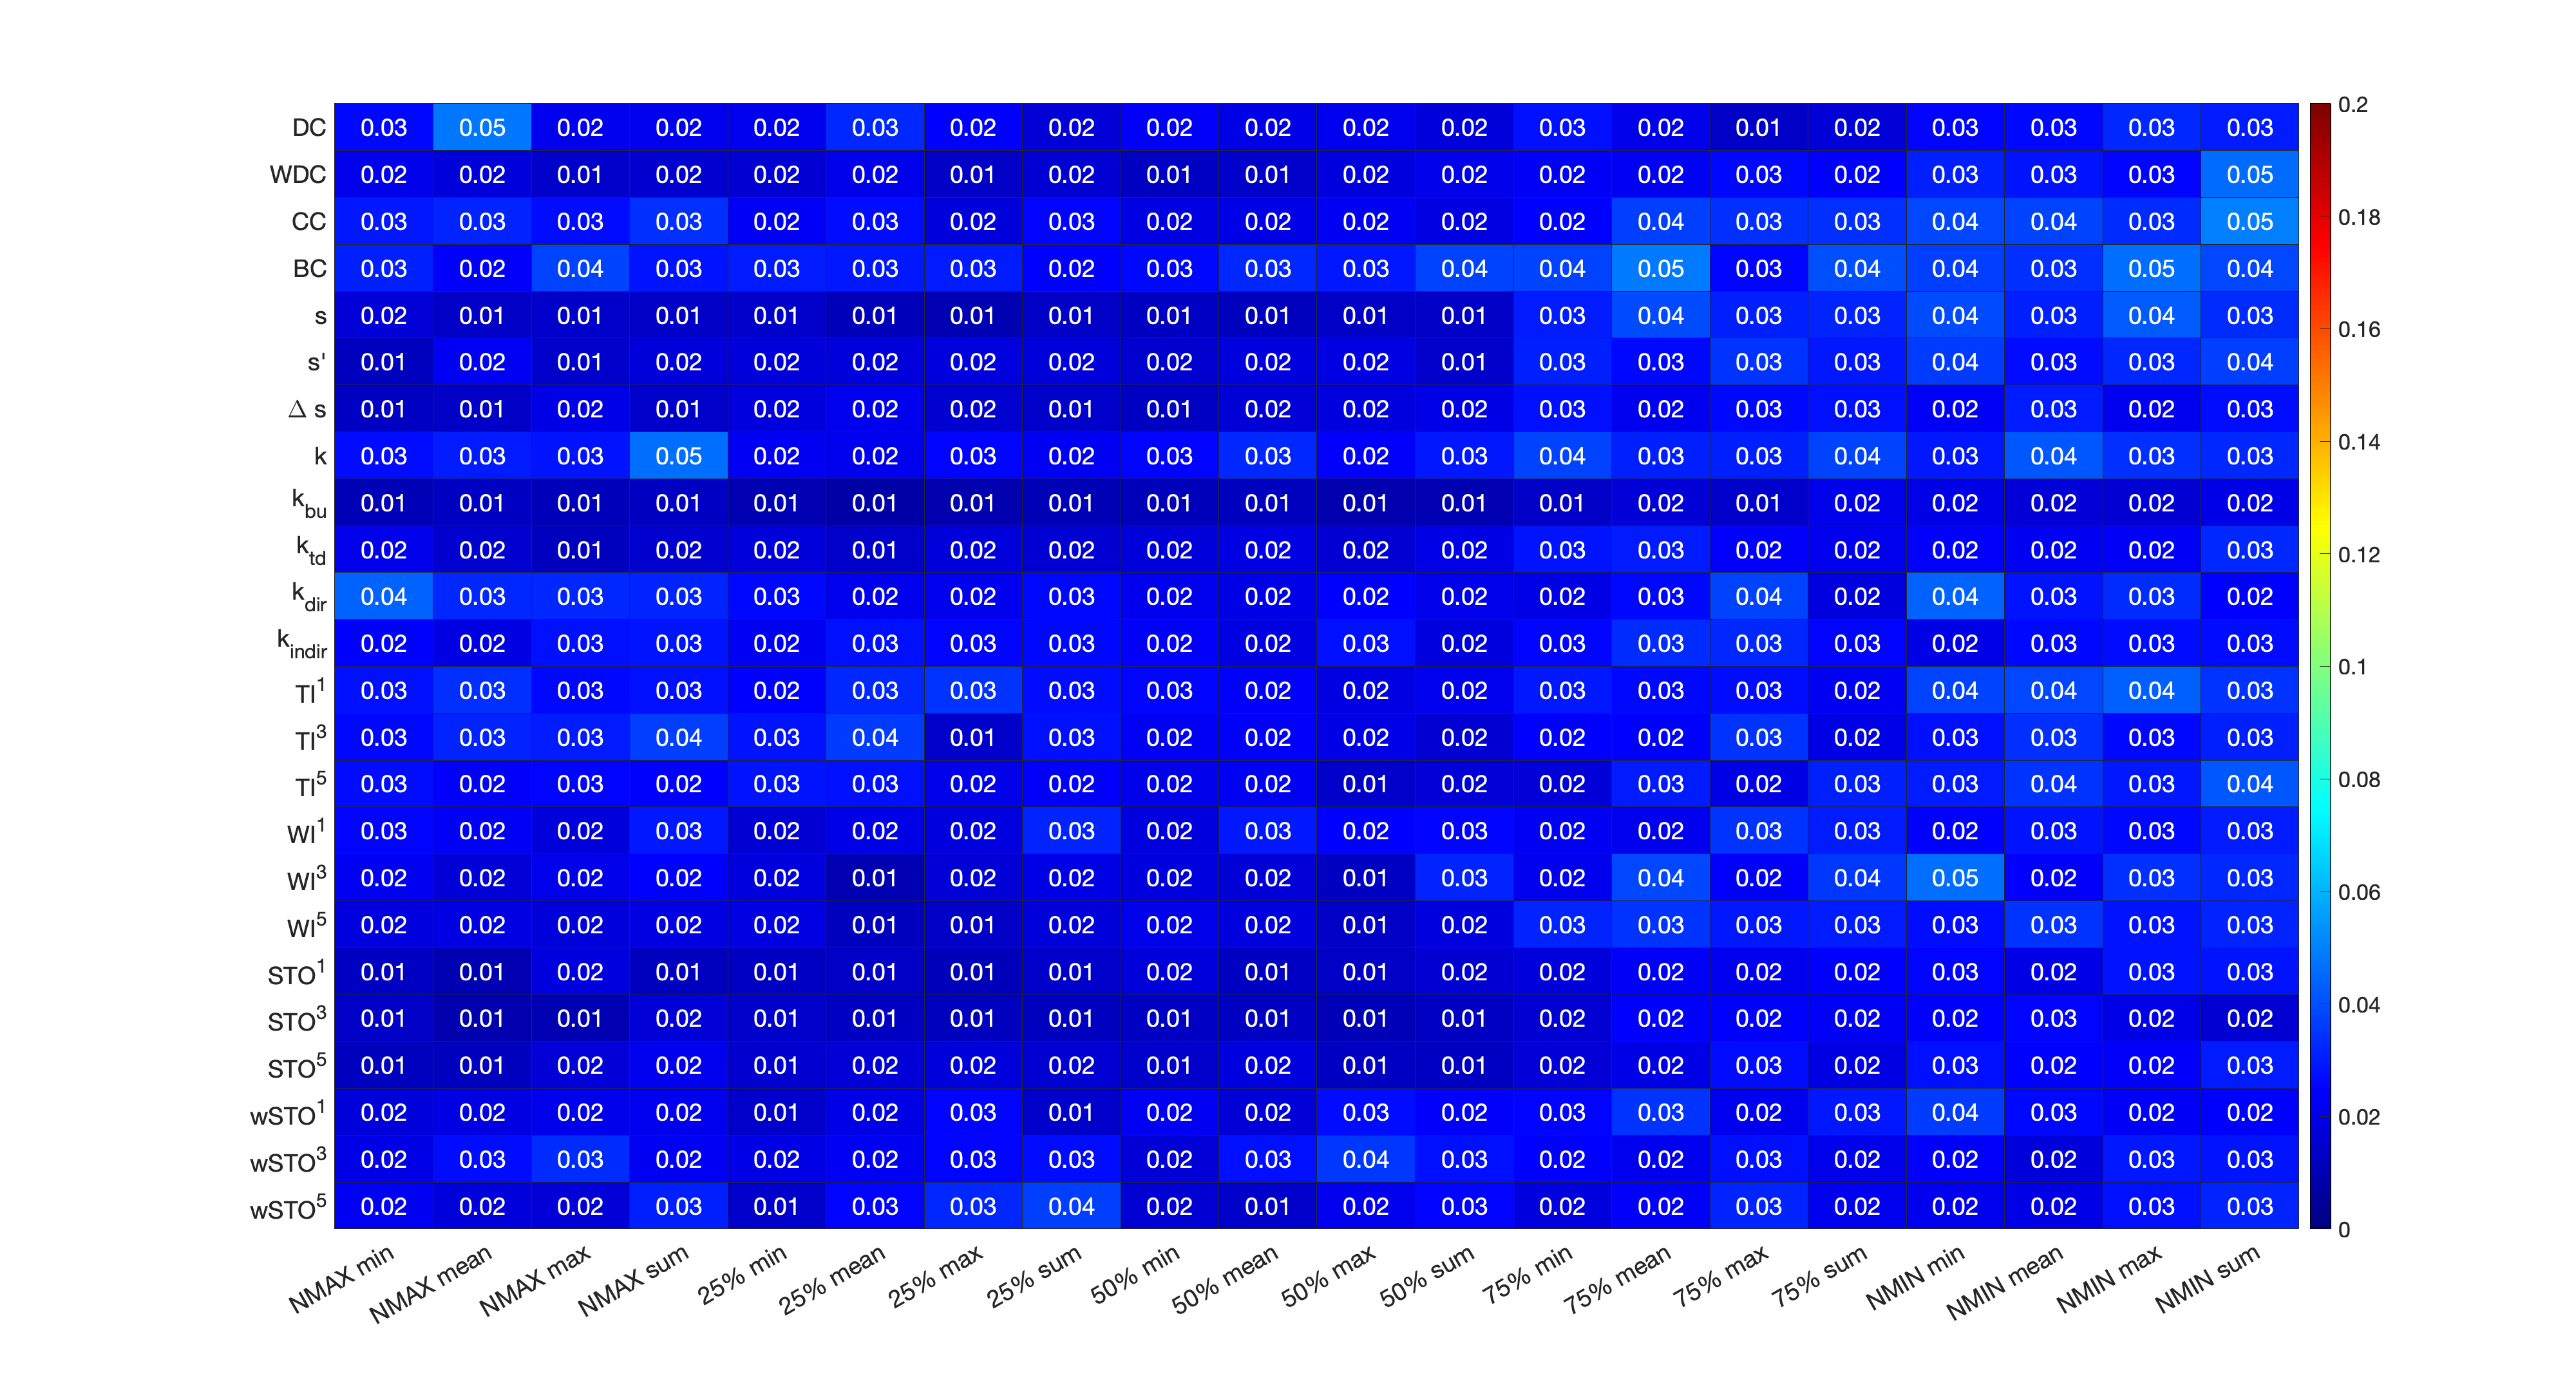 DC 0.03 0.05 0.02 0.02 0.02 0.03 0.02 0.02 0.02 0.02 0.02 0.02 0.03 0.02 0.01 0.02 0.03 0.03 0.03 0.03
WDC 0.02 0.02 0.01 0.02 0.02 0.02 0.01 0.02 0.01 0.01 0.02 0.02 0.02 0.02 0.03 0.02 0.03 0.03 0.03 0.05
CC 0.03 0.03 0.03 0.03 0.02 0.03 0.02 0.03 0.02 0.02 0.02 0.02 0.02 0.04 0.03 0.03 0.04 0.04 0.03 0.05
BC 0.03 0.02 0.04 0.03 0.03 0.03 0.03 0.02 0.03 0.03 0.03 0.04 0.04 0.05 0.03 0.04 0.04 0.03 0.05 0.04
s 0.02 0.01 0.01 0.01 0.01 0.01 0.01 0.01 0.01 0.01 0.01 0.01 0.03 0.04 0.03 0.03 0.04 0.03 0.04 0.03
s' 0.01 0.02 0.01 0.02 0.02 0.02 0.02 0.02 0.02 0.02 0.02 0.01 0.03 0.03 0.03 0.03 0.04 0.03 0.03 0.04
Δ s 0.01 0.01 0.02 0.01 0.02 0.02 0.02 0.01 0.01 0.02 0.02 0.02 0.03 0.02 0.03 0.03 0.02 0.03 0.02 0.03
k 0.03 0.03 0.03 0.05 0.02 0.02 0.03 0.02 0.03 0.03 0.02 0.03 0.04 0.03 0.03 0.04 0.03 0.04 0.03 0.03
k_bu 0.01 0.01 0.01 0.01 0.01 0.01 0.01 0.01 0.01 0.01 0.01 0.01 0.01 0.02 0.01 0.02 0.02 0.02 0.02 0.02
k_td 0.02 0.02 0.01 0.02 0.02 0.01 0.02 0.02 0.02 0.02 0.02 0.02 0.03 0.03 0.02 0.02 0.02 0.02 0.02 0.03
k_dir 0.04 0.03 0.03 0.03 0.03 0.02 0.02 0.03 0.02 0.02 0.02 0.02 0.02 0.03 0.04 0.02 0.04 0.03 0.03 0.02
k_indir 0.02 0.02 0.03 0.03 0.02 0.03 0.03 0.03 0.02 0.02 0.03 0.02 0.03 0.03 0.03 0.03 0.02 0.03 0.03 0.03
TI^1 0.03 0.03 0.03 0.03 0.02 0.03 0.03 0.03 0.03 0.02 0.02 0.02 0.03 0.03 0.03 0.02 0.04 0.04 0.04 0.03
TI^3 0.03 0.03 0.03 0.04 0.03 0.04 0.01 0.03 0.02 0.02 0.02 0.02 0.02 0.02 0.03 0.02 0.03 0.03 0.03 0.03
TI^5 0.03 0.02 0.03 0.02 0.03 0.03 0.02 0.02 0.02 0.02 0.01 0.02 0.02 0.03 0.02 0.03 0.03 0.04 0.03 0.04
WI^1 0.03 0.02 0.02 0.03 0.02 0.02 0.02 0.03 0.02 0.03 0.02 0.03 0.02 0.02 0.03 0.03 0.02 0.03 0.03 0.03
WI^3 0.02 0.02 0.02 0.02 0.02 0.01 0.02 0.02 0.02 0.02 0.01 0.03 0.02 0.04 0.02 0.04 0.05 0.02 0.03 0.03
WI^5 0.02 0.02 0.02 0.02 0.02 0.01 0.01 0.02 0.02 0.02 0.01 0.02 0.03 0.03 0.03 0.03 0.03 0.03 0.03 0.03
STO^1 0.01 0.01 0.02 0.01 0.01 0.01 0.01 0.01 0.02 0.01 0.01 0.02 0.02 0.02 0.02 0.02 0.03 0.02 0.03 0.03
STO^3 0.01 0.01 0.01 0.02 0.01 0.01 0.01 0.01 0.01 0.01 0.01 0.01 0.02 0.02 0.02 0.02 0.02 0.03 0.02 0.02
STO^5 0.01 0.01 0.02 0.02 0.01 0.02 0.02 0.02 0.01 0.02 0.01 0.01 0.02 0.02 0.03 0.02 0.03 0.02 0.02 0.03
wSTO^1 0.02 0.02 0.02 0.02 0.01 0.02 0.03 0.01 0.02 0.02 0.03 0.02 0.03 0.03 0.02 0.03 0.04 0.03 0.02 0.02
wSTO^3 0.02 0.03 0.03 0.02 0.02 0.02 0.03 0.03 0.02 0.03 0.04 0.03 0.02 0.02 0.03 0.02 0.02 0.02 0.03 0.03
wSTO^5 0.02 0.02 0.02 0.03 0.01 0.03 0.03 0.04 0.02 0.01 0.02 0.03 0.02 0.02 0.03 0.02 0.02 0.02 0.03 0.03
NMAX min NMAX mean NMAX max NMAX sum 25% min 25% mean 25% max 25% sum 50% min 50% mean 50% max 50% sum 75% min 75% mean 75% max 75% sum NMIN min NMIN mean NMIN max NMIN sum
0.2
0.18
0.16
0.14
0.12
0.1
0.08
0.06
0.04
0.02
0